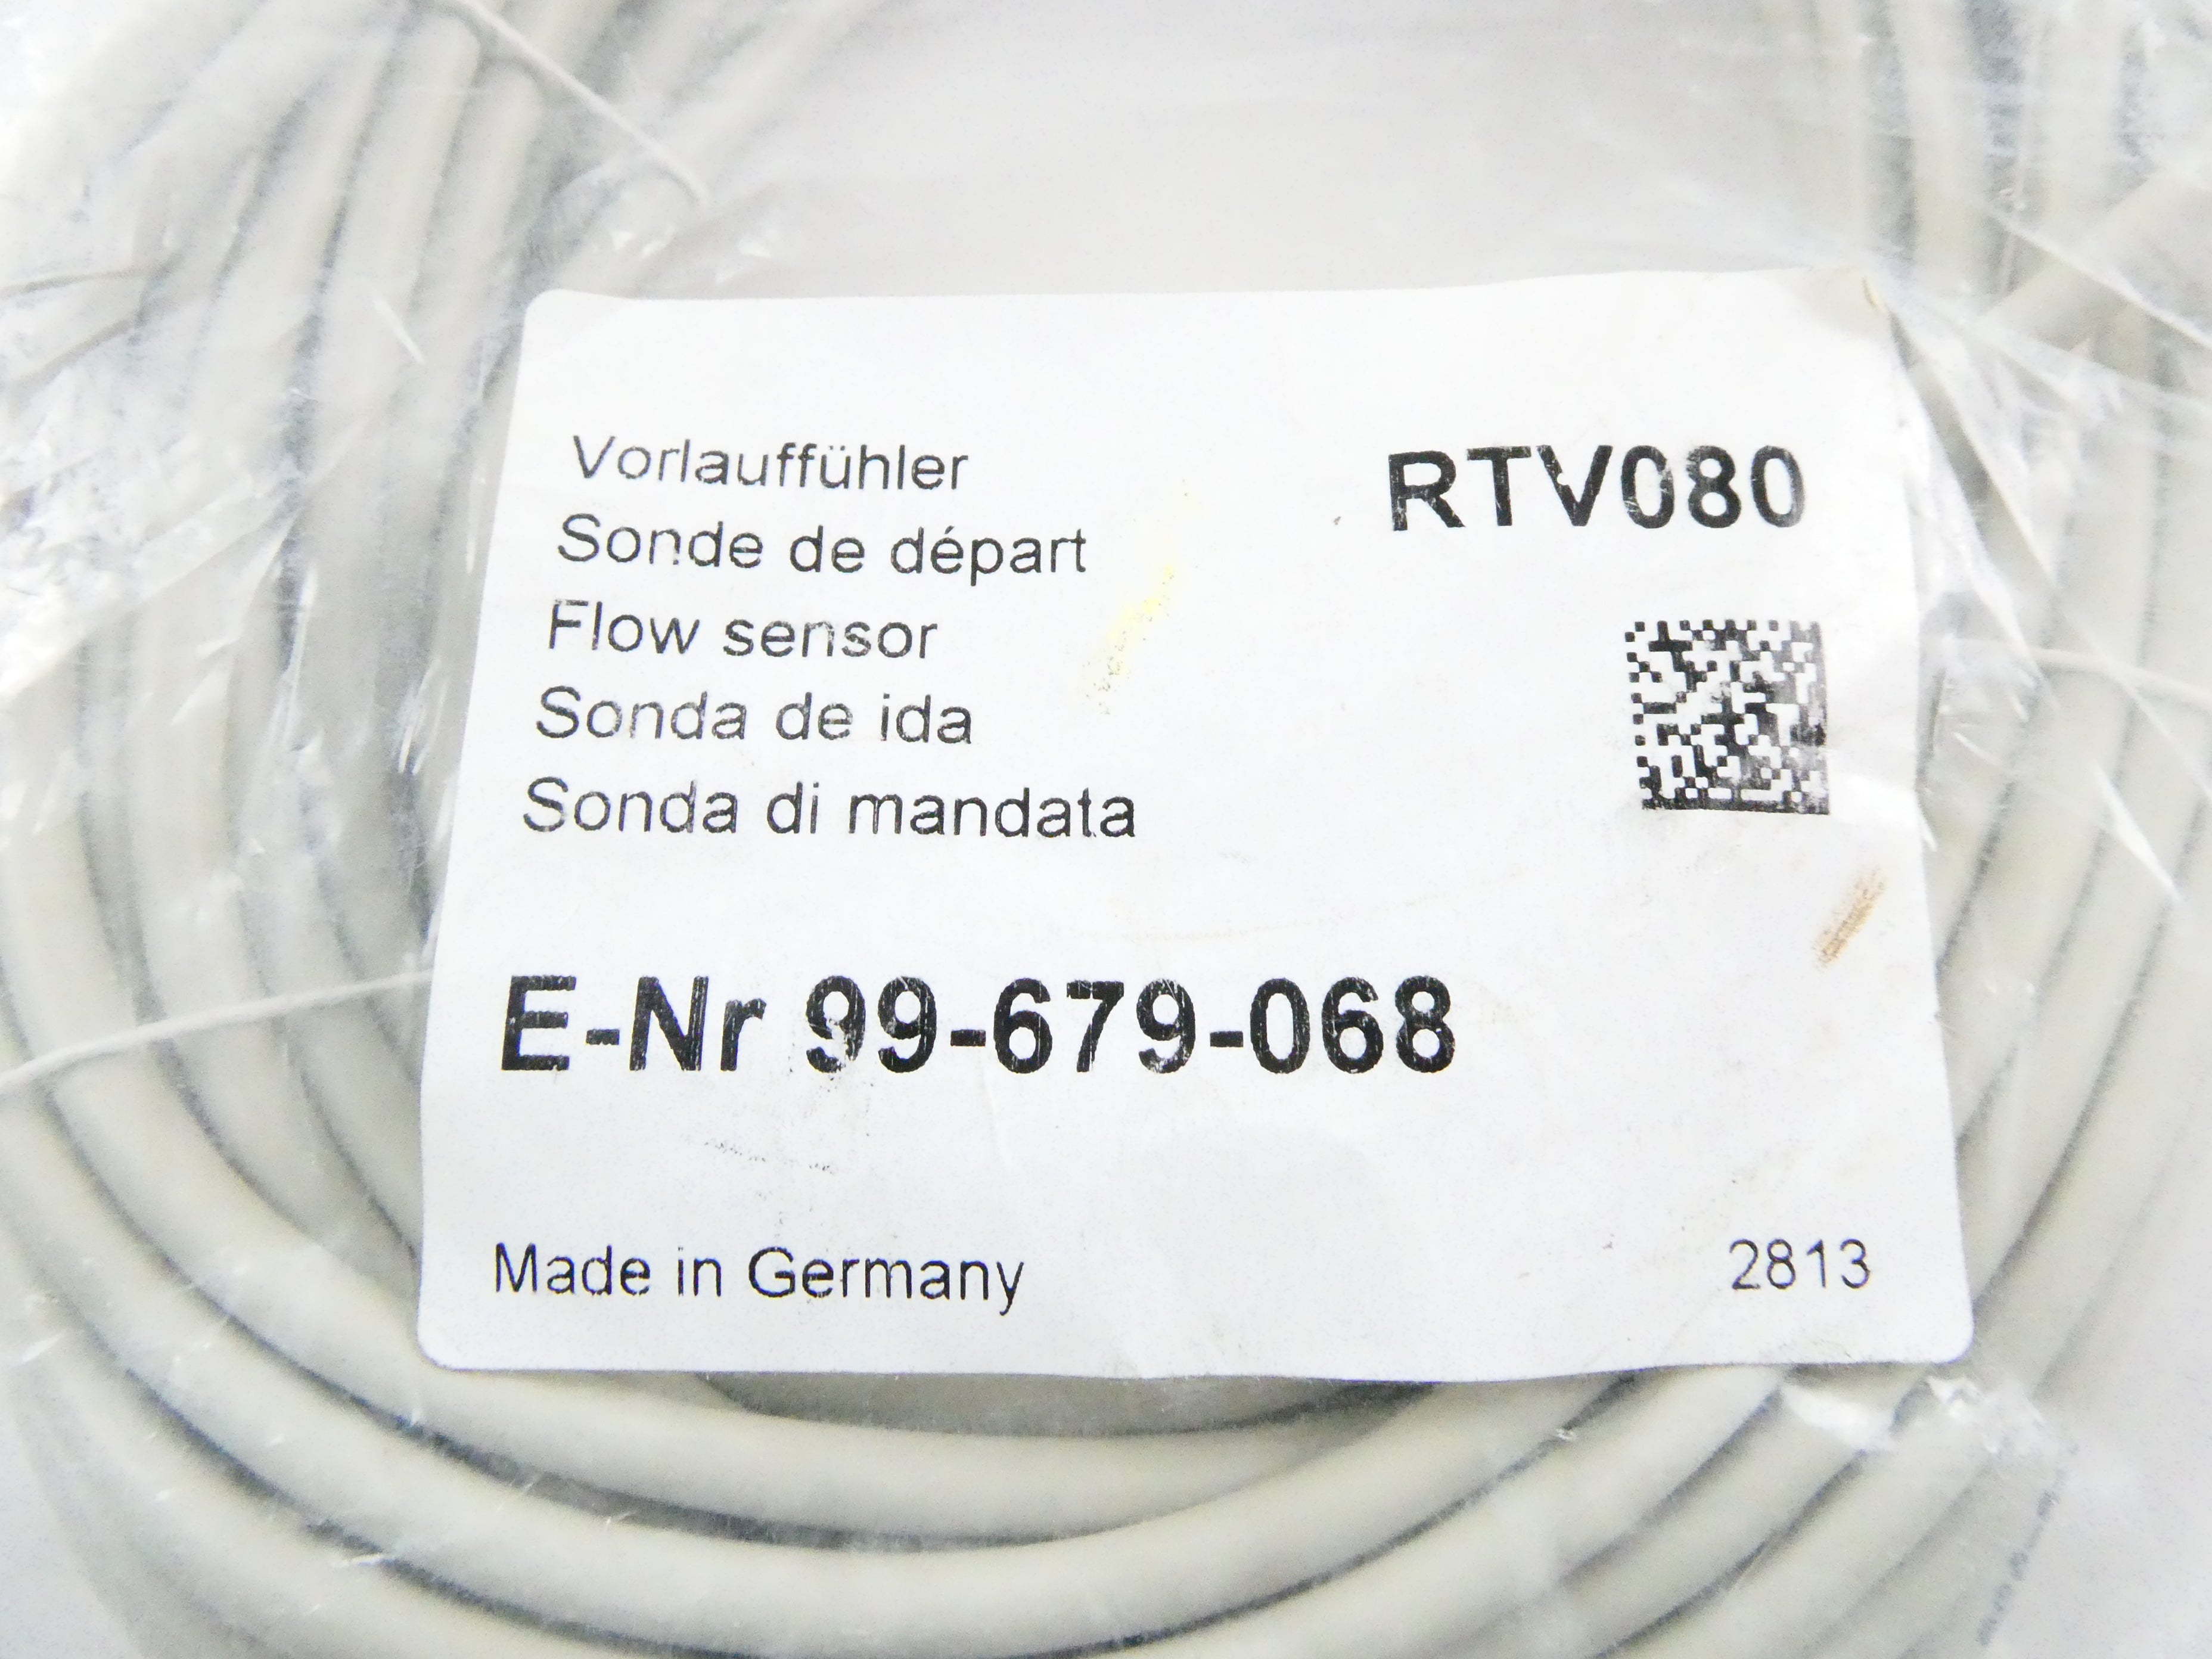 Vorlauffühler
RTV080
Sonde de départ
Flow sensor
Sonda de ida
Sonda di mandata
E-Nr 99-679-068
Made in Germany
2813